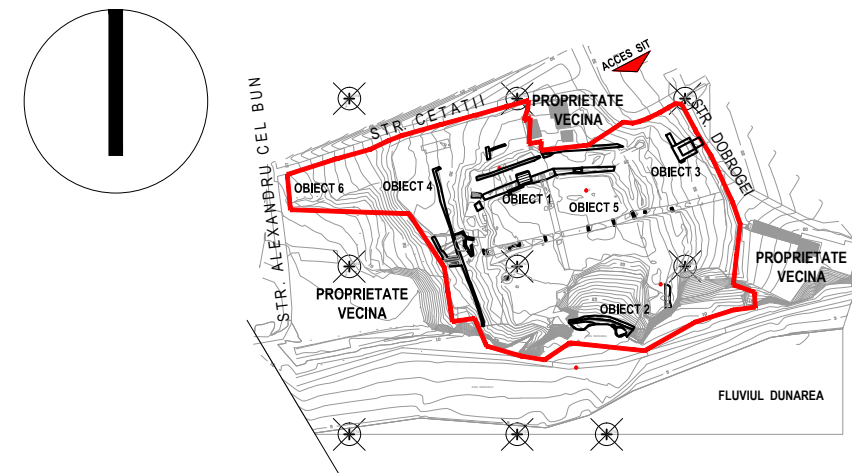 ACCES SIT
STR. CETATII
PROPRIETATE
VECINA
STR. DOBROGEI
STR. ALEXANDRU CEL BUN
OBIECT 6
OBIECT 4
OBIECT 1
OBIECT 5
OBIECT 3
PROPRIETATE
VECINA
PROPRIETATE
VECINA
OBIECT 2
FLUVIUL DUNAREA